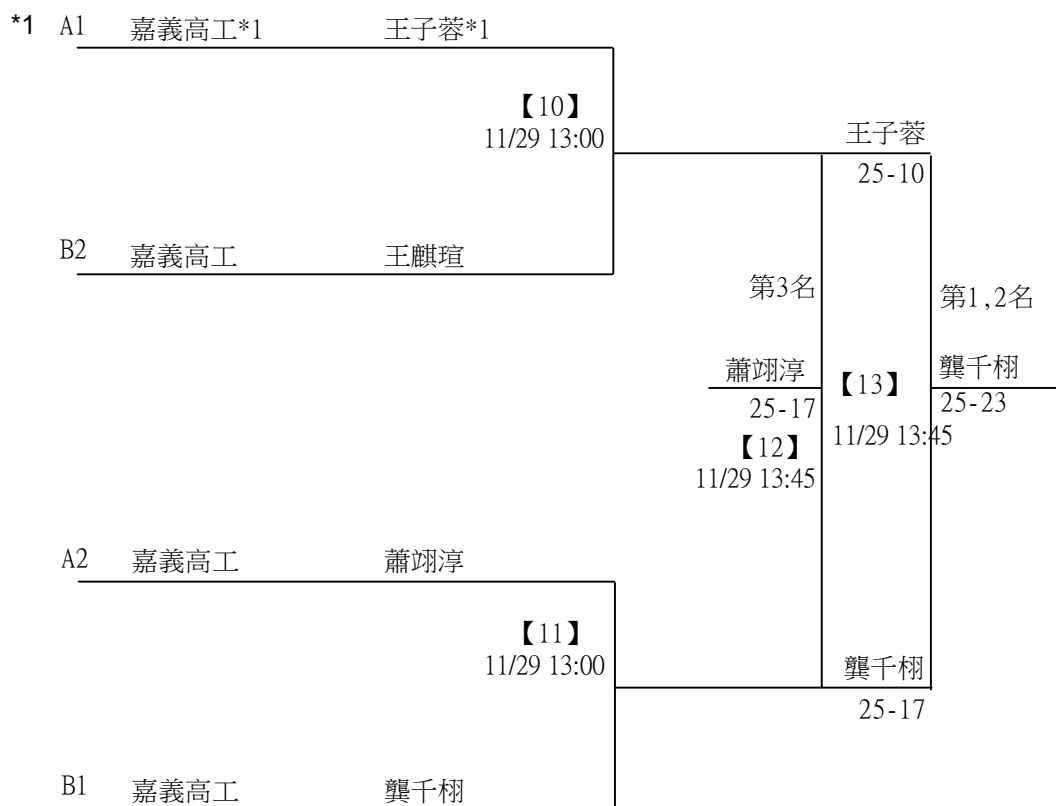 *1 A1 嘉義高工*1 王子蓉*1
【10】
11/29 13:00
王子蓉
25-10
B2 嘉義高工 王麒瑄
第3名
第1,2名
蕭翊淳
25-17
【12】
11/29 13:45
【13】
11/29 13:45
龔千栩
25-23
A2 嘉義高工 蕭翊淳
【11】
11/29 13:00
龔千栩
25-17
B1 嘉義高工 龔千栩